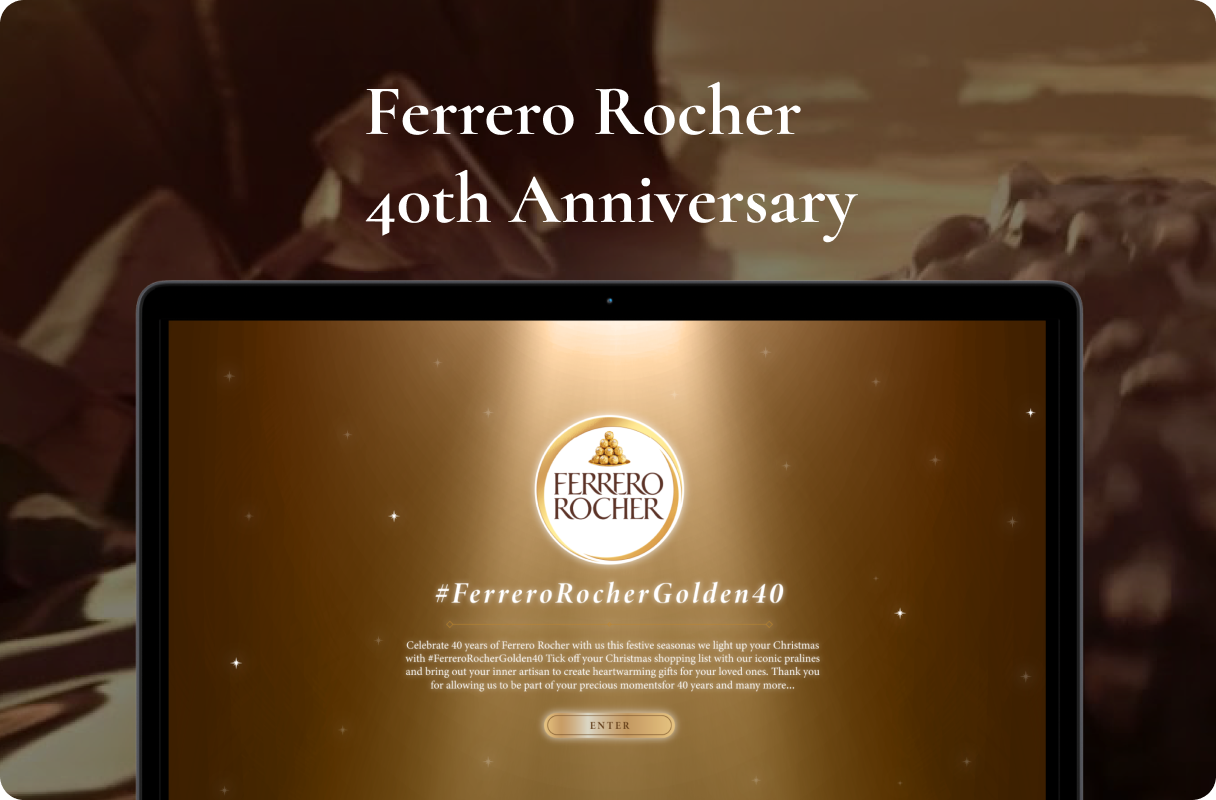 Ferrero Rocher
40th Anniversary
FERRERO
ROCHER
#FerreroRocherGolden40
Celebrate 40 years of Ferrero Rocher with us this festive seasonas we light up your Christmas
with #FerreroRocherGolden40 Tick off your Christmas shopping list with our iconic pralines
and bring out your inner artisan to create heartwarming gifts for your loved ones. Thank you
for allowing us to be part of your precious momentsfor 40 years and many more...
ENTER